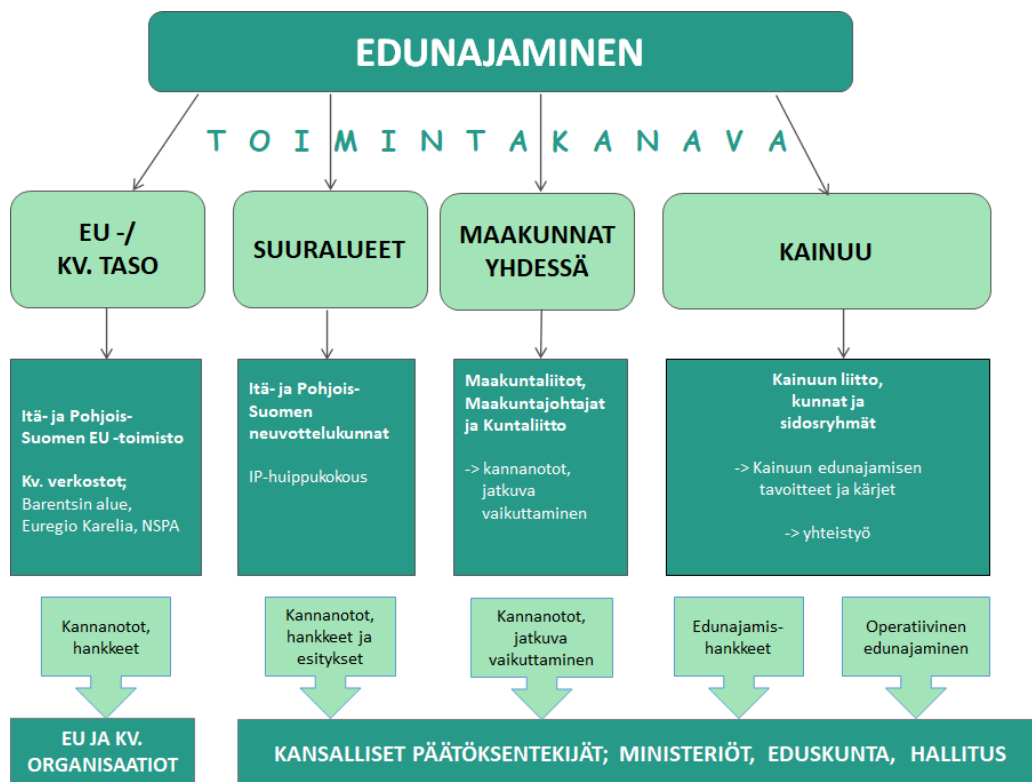 EDUNAJAMINEN
TOIMINTAKANAVA
EU -/
KV. TASO
SUURALUEET
MAAKUNNAT
YHDESSÄ
KAINUU
Itä- ja Pohjois-
Suomen EU -toimisto
Kv. verkostot;
Barentsin alue,
Euregio Karelia, NSPA
Itä- ja Pohjois-
Suomen
neuvottelukunnat
IP-huippukokous
Maakuntaliitot,
Maakuntajohtajat
ja Kuntaliitto
-> kannanotot,
jatkuva
vaikuttaminen
Kainuun liitto,
kunnat ja
sidosryhmät
-> Kainuun edunajamisen
tavoitteet ja kärjet
-> yhteistyö
Kannanotot,
hankkeet
Kannanotot,
hankkeet ja
esitykset
Kannanotot,
jatkuva
vaikuttaminen
Edunajamis-
hankkeet
Operatiivinen
edunajaminen
EU JA KV.
ORGANISAATIOT
KANSALLISET PÄÄTÖKSENTEKIJÄT; MINISTERIÖT, EDUSKUNTA, HALLITUS